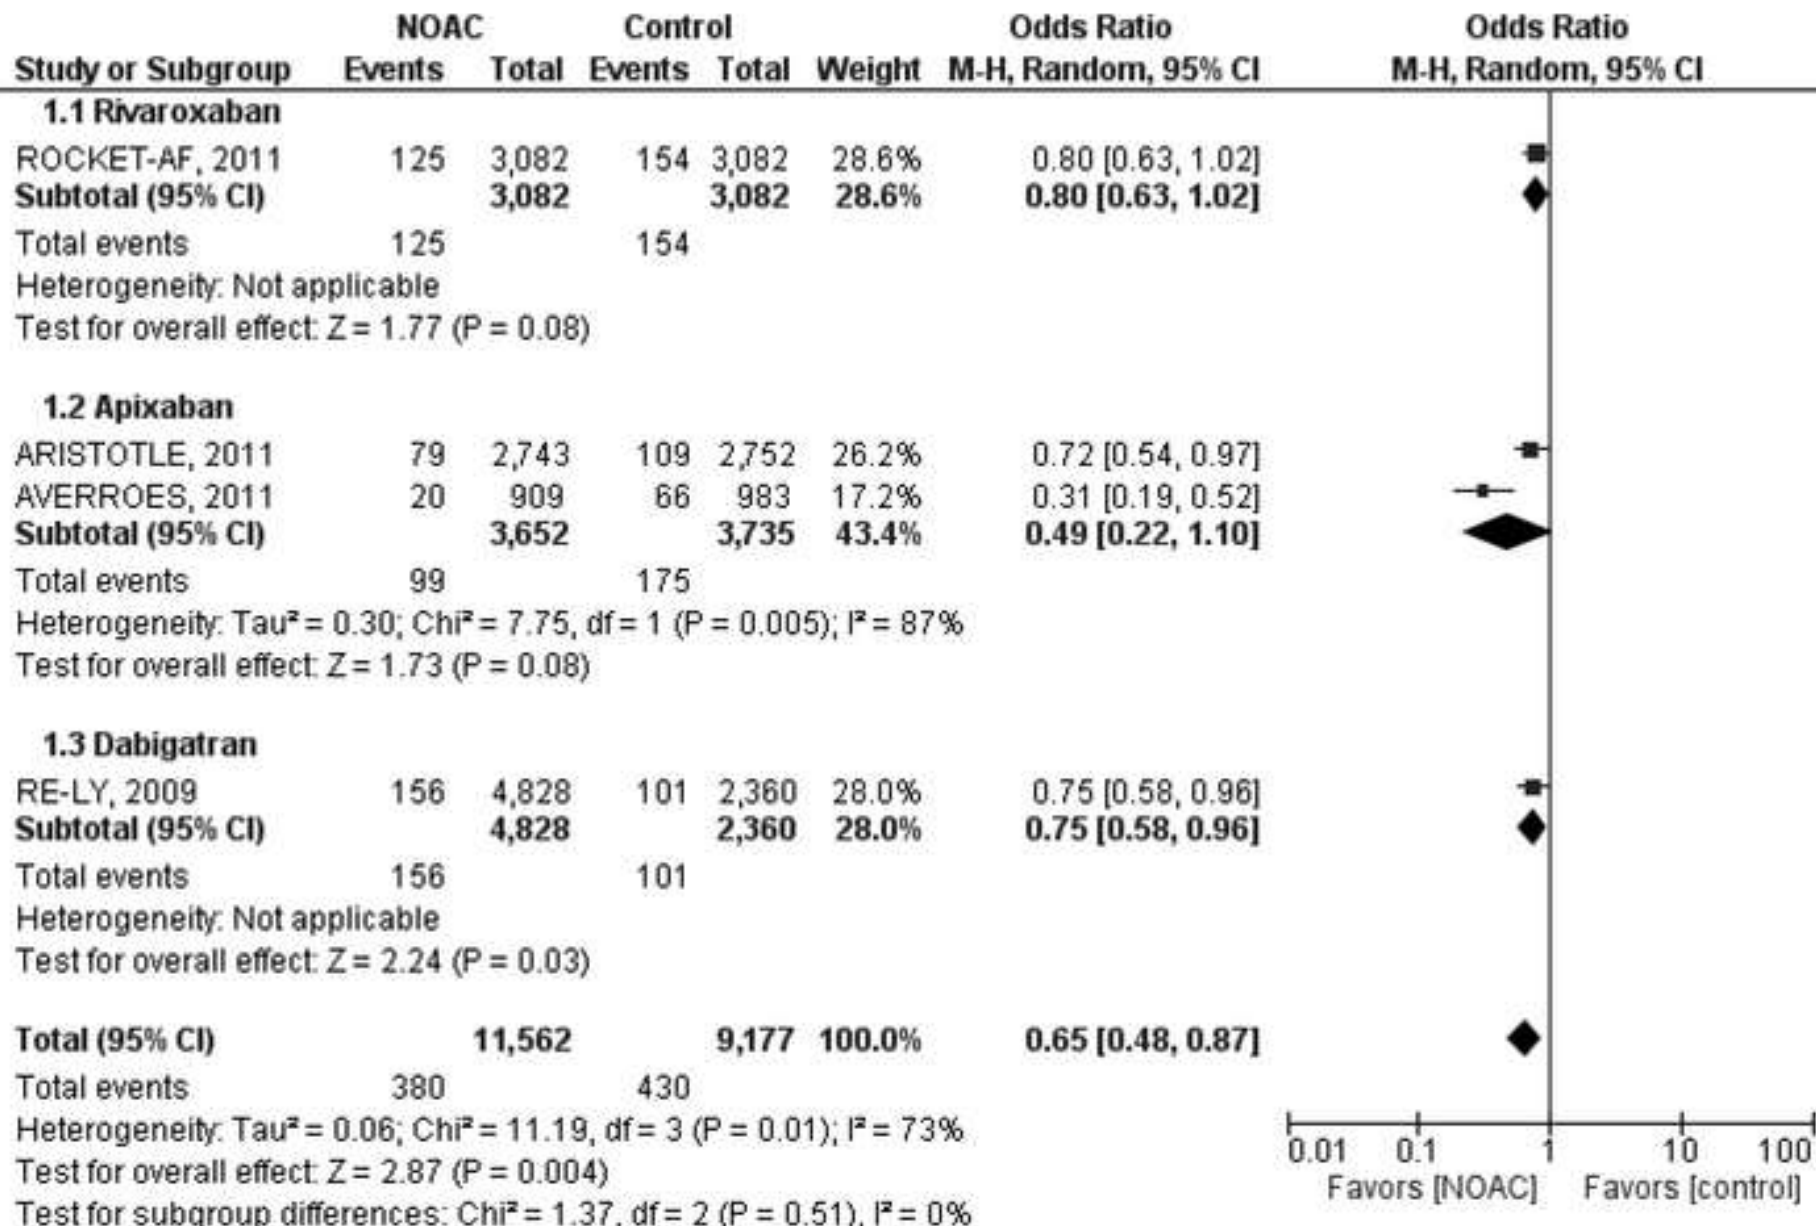 NOAC Control Odds Ratio Odds Ratio
Study or Subgroup Events Total Events Total Weight M-H, Random, 95% CI M-H, Random, 95% CI
1.1 Rivaroxaban
ROCKET-AF, 2011 125 3,082 154 3,082 28.6% 0.80 [0.63, 1.02]
Subtotal (95% CI) 3,082 3,082 28.6% 0.80 [0.63, 1.02]
Total events 125 154
Heterogeneity: Not applicable
Test for overall effect: Z = 1.77 (P = 0.08)
1.2 Apixaban
ARISTOTLE, 2011 79 2,743 109 2,752 26.2% 0.72 [0.54, 0.97]
AVERROES, 2011 20 909 66 983 17.2% 0.31 [0.19, 0.52]
Subtotal (95% CI) 3,652 3,735 43.4% 0.49 [0.22, 1.10]
Total events 99 175
Heterogeneity: Tau² = 0.30; Chi² = 7.75, df = 1 (P = 0.005); I² = 87%
Test for overall effect: Z = 1.73 (P = 0.08)
1.3 Dabigatran
RE-LY, 2009 156 4,828 101 2,360 28.0% 0.75 [0.58, 0.96]
Subtotal (95% CI) 4,828 2,360 28.0% 0.75 [0.58, 0.96]
Total events 156 101
Heterogeneity: Not applicable
Test for overall effect: Z = 2.24 (P = 0.03)
Total (95% CI) 11,562 9,177 100.0% 0.65 [0.48, 0.87]
Total events 380 430
Heterogeneity: Tau² = 0.06; Chi² = 11.19, df = 3 (P = 0.01); I² = 73%
Test for overall effect: Z = 2.87 (P = 0.004)
Test for subgroup differences: Chi² = 1.37, df = 2 (P = 0.51), I² = 0%
0.01 0.1 1 10 100
Favors [NOAC] Favors [control]